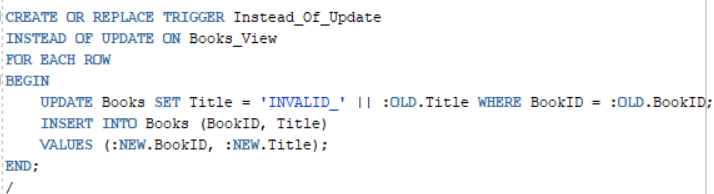 CREATE OR REPLACE TRIGGER Instead_Of_Update
INSTEAD OF UPDATE ON Books_View
FOR EACH ROW
BEGIN
    UPDATE Books SET Title = 'INVALID_' || :OLD.Title WHERE BookID = :OLD.BookID;
    INSERT INTO Books (BookID, Title)
    VALUES (:NEW.BookID, :NEW.Title);
END;
/